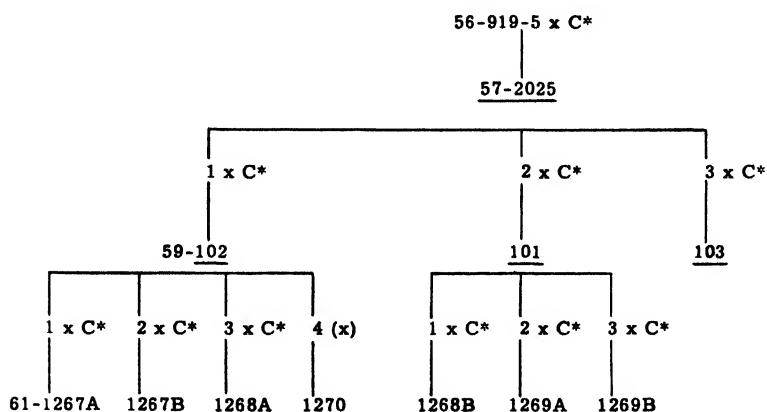 56-919-5 x C*
57-2025
1 x C* 2 x C* 3 x C*
59-102 101 103
1 x C* 2 x C* 3 x C* 4 (x) 1 x C* 2 x C* 3 x C*
61-1267A 1267B 1268A 1270 1268B 1269A 1269B